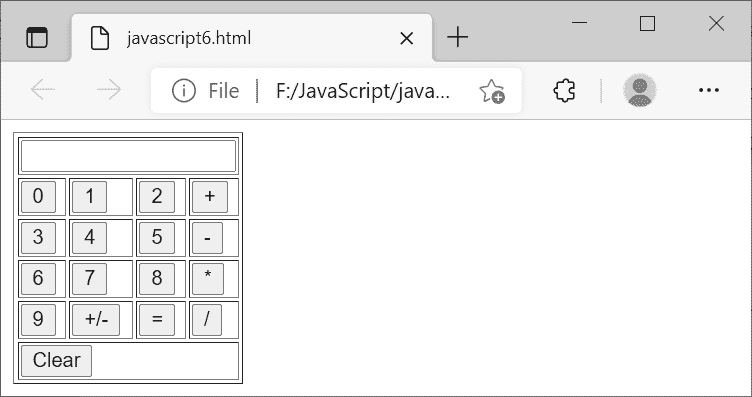 javascript6.html
File F:/JavaScript/java...
0 1 2 +
3 4 5 -
6 7 8 *
9 +/- = /
Clear